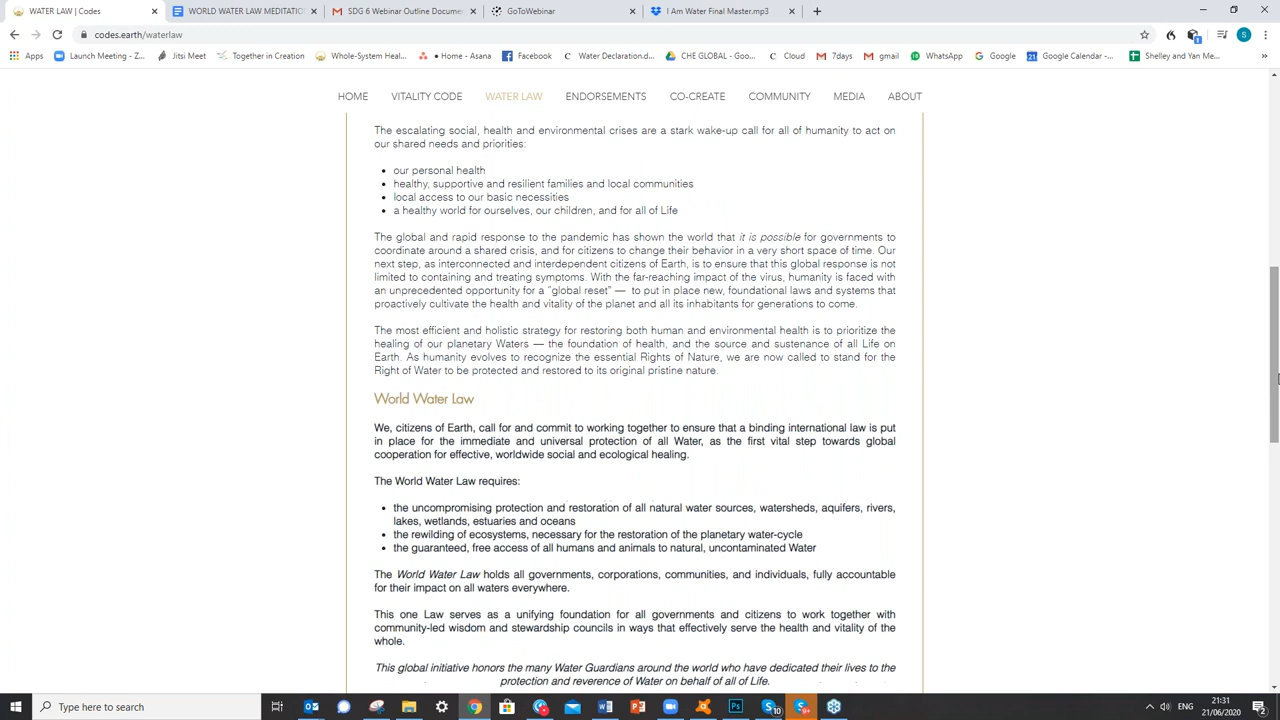 WATER LAW | Codes
WORLD WATER LAW MEDITATIO
SDG 6 Webinar Outline Docume
GoToWebinar
I Am Water Final Master.mp3
codes.earth/waterlaw
S
Apps
Launch Meeting - Z...
Jitsi Meet
Together in Creation
Whole-System Heal...
• Home - Asana
Facebook
Water Declaration.d...
CHE GLOBAL - Goo...
Cloud
7days
gmail
WhatsApp
Google
Google Calendar -...
Shelley and Yan Me...
HOME
VITALITY CODE
WATER LAW
ENDORSEMENTS
CO-CREATE
COMMUNITY
MEDIA
ABOUT
The escalating social, health and environmental crises are a stark wake-up call for all of humanity to act on
our shared needs and priorities:
• our personal health
• healthy, supportive and resilient families and local communities
• local access to our basic necessities
• a healthy world for ourselves, our children, and for all of Life
The global and rapid response to the pandemic has shown the world that it is possible for governments to
coordinate around a shared crisis, and for citizens to change their behavior in a very short space of time. Our
next step, as interconnected and interdependent citizens of Earth, is to ensure that this global response is not
limited to containing and treating symptoms. With the far-reaching impact of the virus, humanity is faced with
an unprecedented opportunity for a "global reset" — to put in place new, foundational laws and systems that
proactively cultivate the health and vitality of the planet and all its inhabitants for generations to come.
The most efficient and holistic strategy for restoring both human and environmental health is to prioritize the
healing of our planetary Waters — the foundation of health, and the source and sustenance of all Life on
Earth. As humanity evolves to recognize the essential Rights of Nature, we are now called to stand for the
Right of Water to be protected and restored to its original pristine nature.
World Water Law
We, citizens of Earth, call for and commit to working together to ensure that a binding international law is put
in place for the immediate and universal protection of all Water, as the first vital step towards global
cooperation for effective, worldwide social and ecological healing.
The World Water Law requires:
• the uncompromising protection and restoration of all natural water sources, watersheds, aquifers, rivers,
lakes, wetlands, estuaries and oceans
• the rewilding of ecosystems, necessary for the restoration of the planetary water-cycle
• the guaranteed, free access of all humans and animals to natural, uncontaminated Water
The World Water Law holds all governments, corporations, communities, and individuals, fully accountable
for their impact on all waters everywhere.
This one Law serves as a unifying foundation for all governments and citizens to work together with
community-led wisdom and stewardship councils in ways that effectively serve the health and vitality of the
whole.
This global initiative honors the many Water Guardians around the world who have dedicated their lives to the
protection and reverence of Water on behalf of all of Life.
Type here to search
21:31
21/06/2020